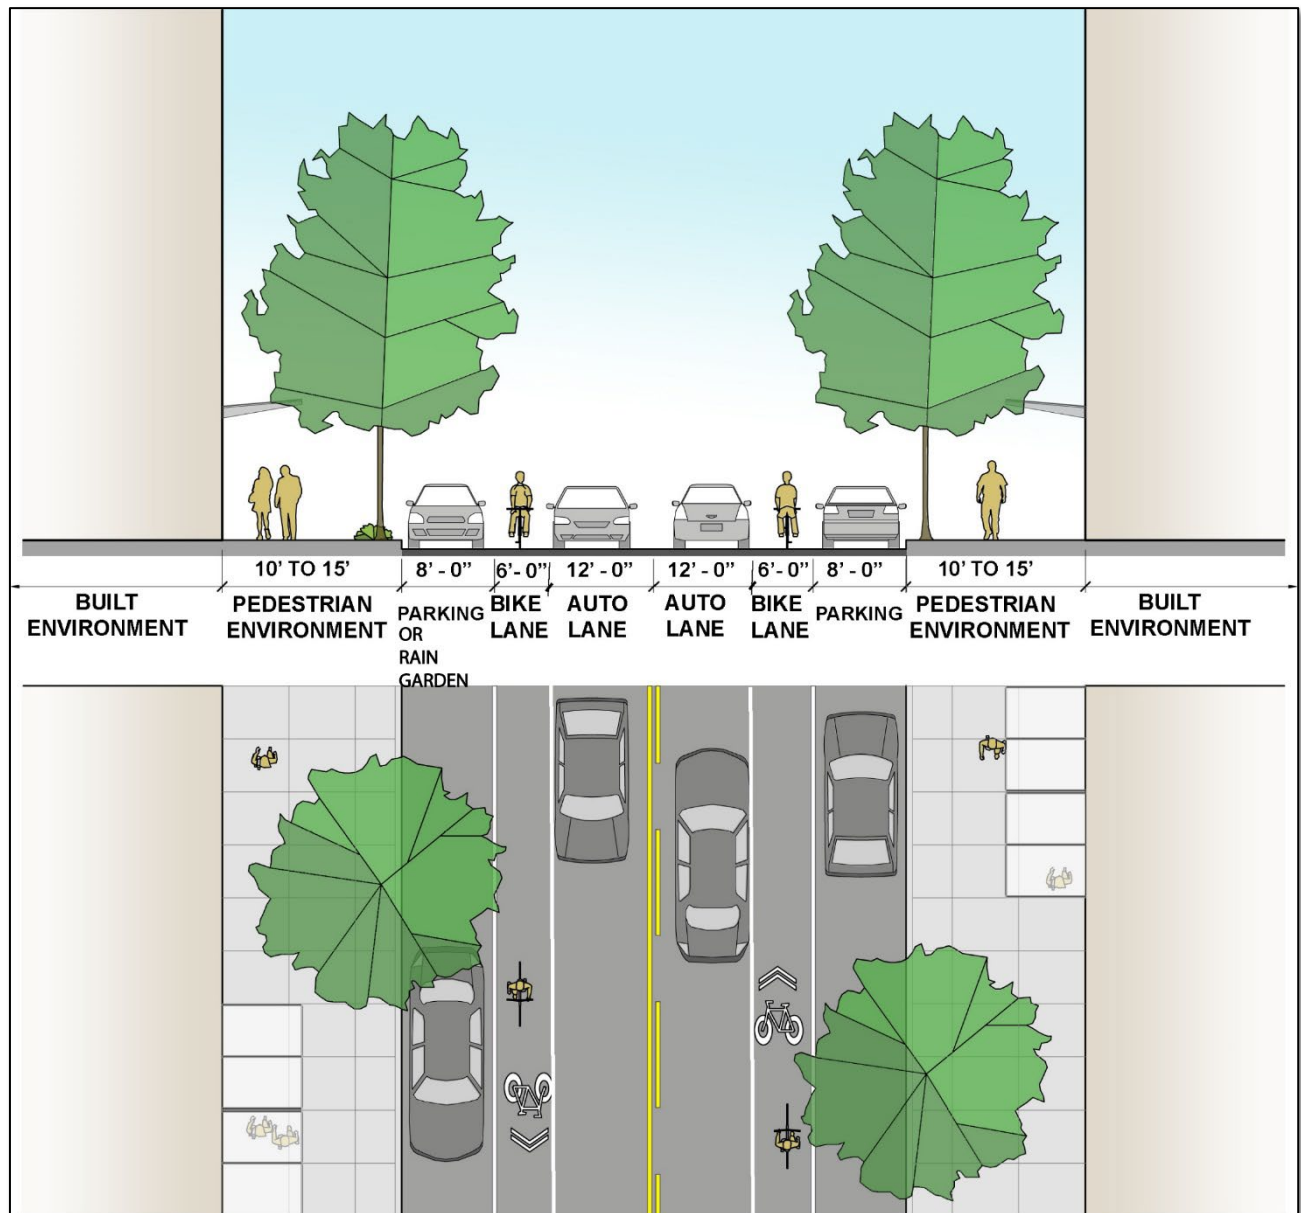 10' TO 15' 8' - 0" 6'- 0" 12' - 0" 12' - 0" 6'- 0" 8' - 0" 10' TO 15'
BUILT
ENVIRONMENT
PEDESTRIAN
ENVIRONMENT
PARKING
OR
RAIN
GARDEN
BIKE
LANE
AUTO
LANE
AUTO
LANE
BIKE
LANE
PARKING
PEDESTRIAN
ENVIRONMENT
BUILT
ENVIRONMENT